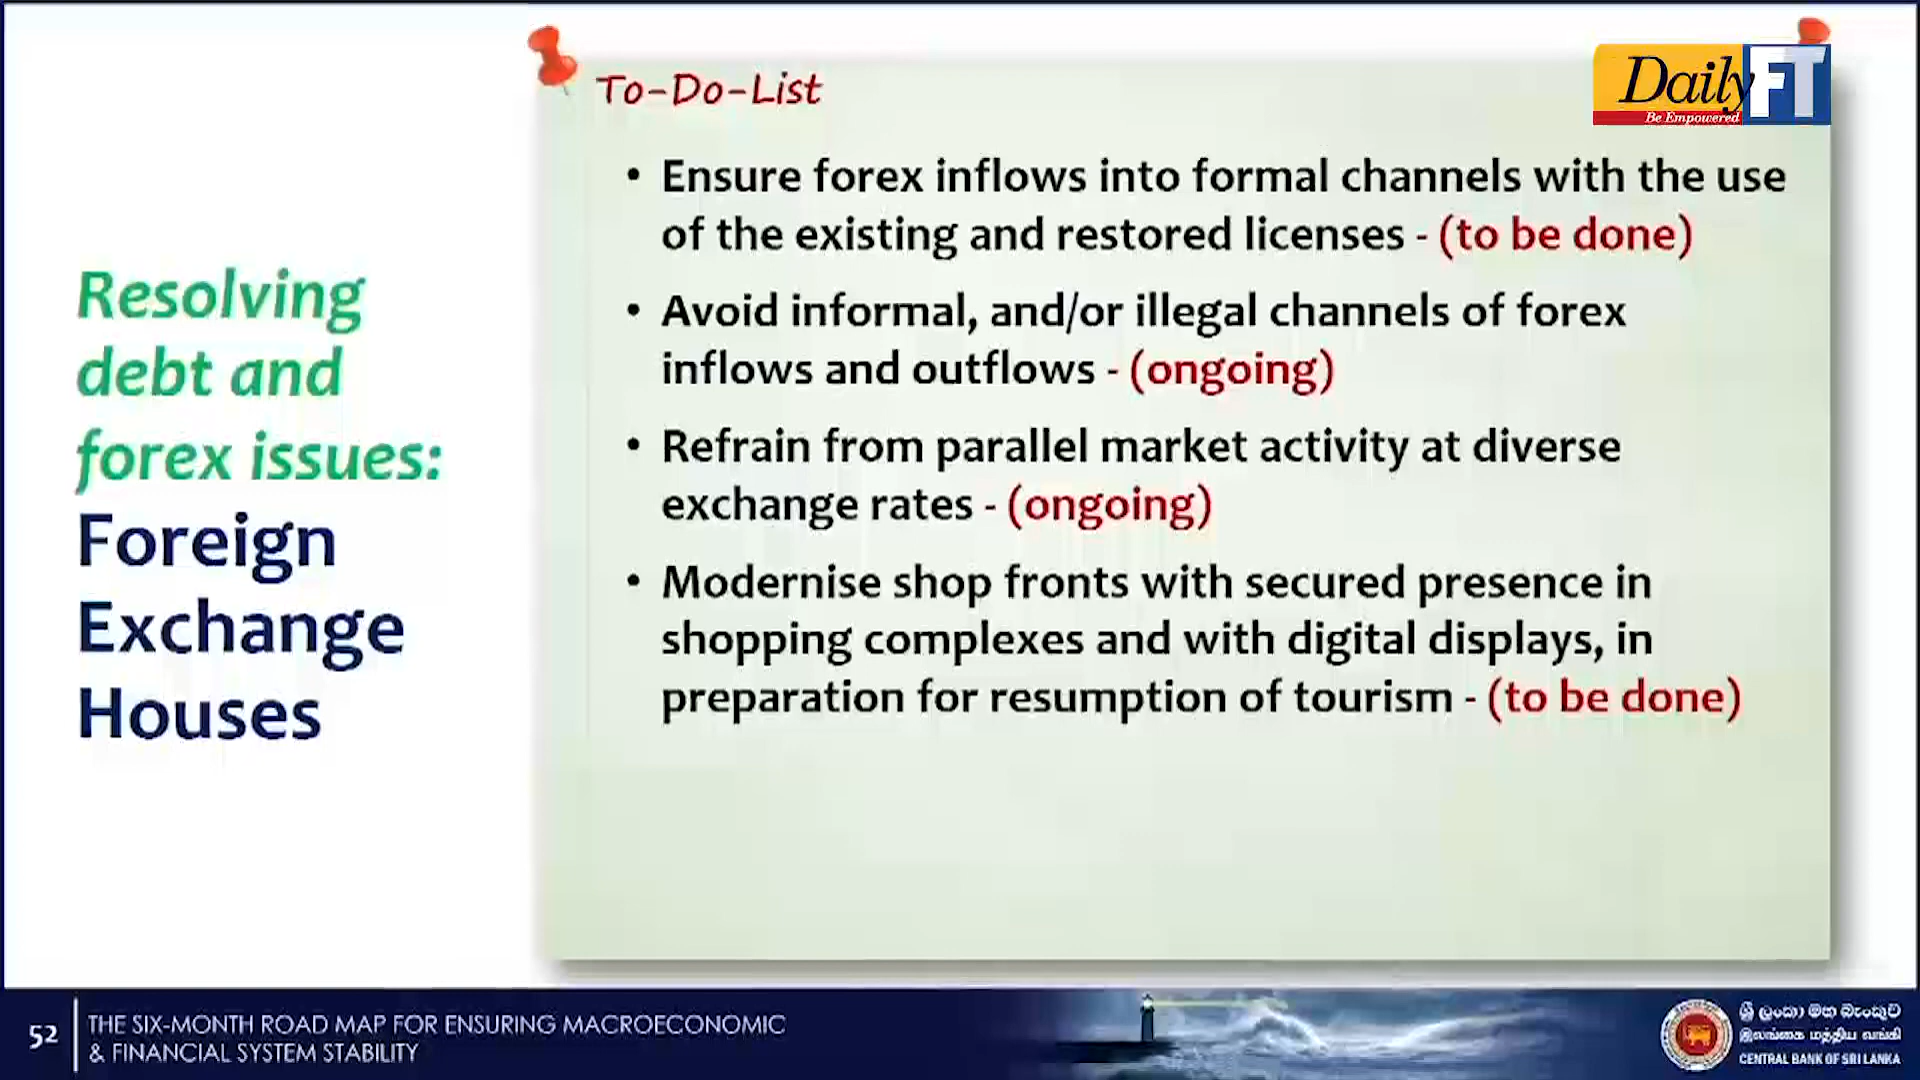 Daily FT
Be Empowered
To-Do-List
Resolving
debt and
forex issues:
Foreign
Exchange
Houses
• Ensure forex inflows into formal channels with the use
of the existing and restored licenses - (to be done)
• Avoid informal, and/or illegal channels of forex
inflows and outflows - (ongoing)
• Refrain from parallel market activity at diverse
exchange rates - (ongoing)
• Modernise shop fronts with secured presence in
shopping complexes and with digital displays, in
preparation for resumption of tourism - (to be done)
52
THE SIX-MONTH ROAD MAP FOR ENSURING MACROECONOMIC
& FINANCIAL SYSTEM STABILITY
ශ්‍රී ලංකා මහ බැංකුව
இலங்கை மத்திய வங்கி
CENTRAL BANK OF SRI LANKA